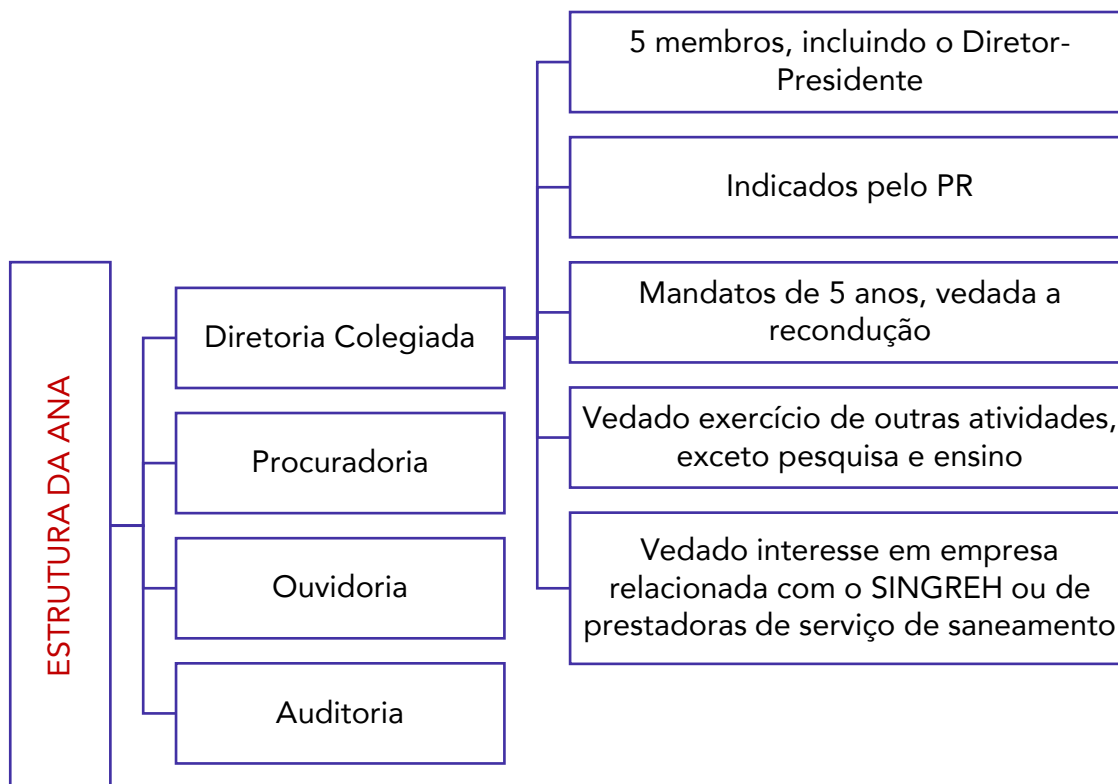 ESTRUTURA DA ANA
Diretoria Colegiada
5 membros, incluindo o Diretor-
Presidente
Indicados pelo PR
Mandatos de 5 anos, vedada a
recondução
Vedado exercício de outras atividades,
exceto pesquisa e ensino
Vedado interesse em empresa
relacionada com o SINGREH ou de
prestadoras de serviço de saneamento
Procuradoria
Ouvidoria
Auditoria